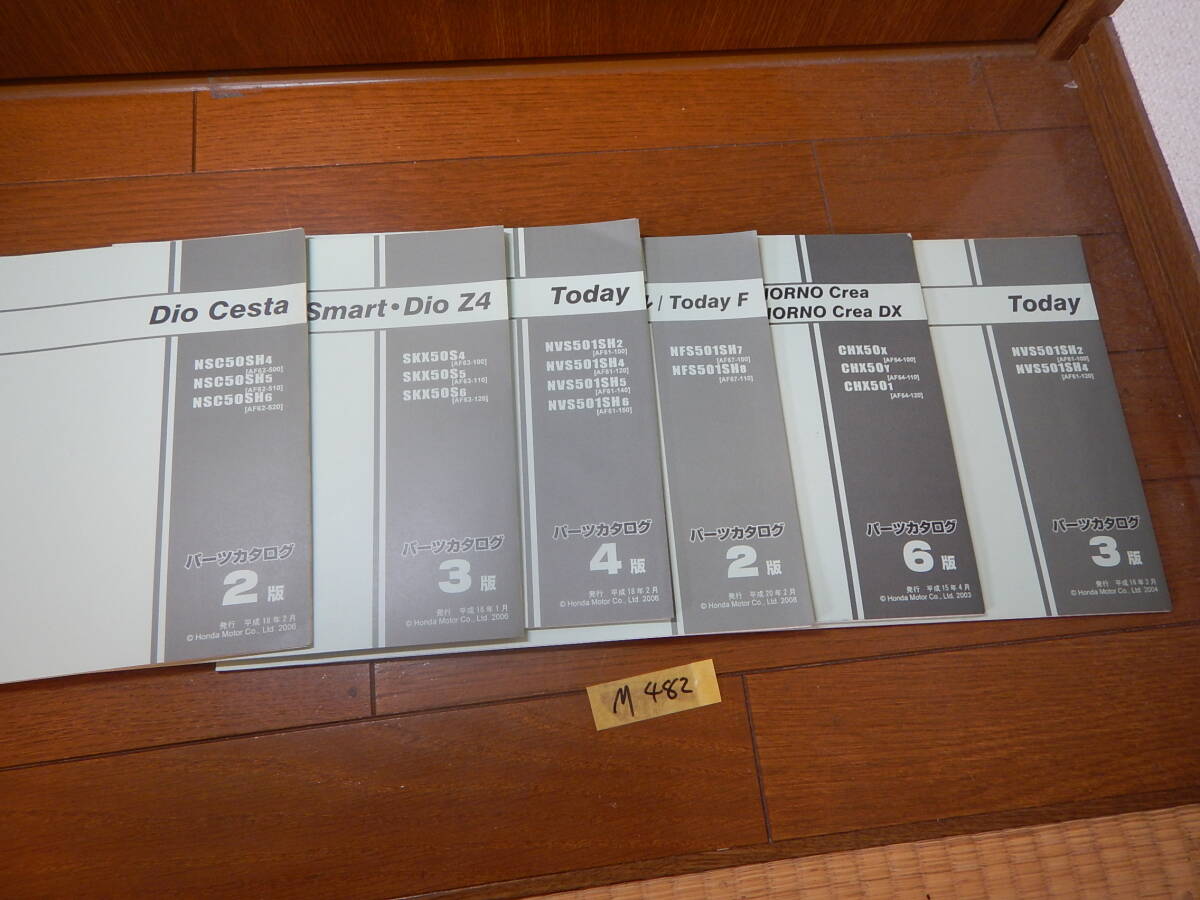 Dio Cesta
NSC50SH4
[AF62-500]
NSC50SH5
[AF62-510]
NSC50SH6
[AF62-520]
パーツカタログ
2版
発行 平成18年2月
© Honda Motor Co., Ltd. 2006
Smart・Dio Z4
SKX50S4
[AF63-100]
SKX50S5
[AF63-110]
SKX50S6
[AF63-120]
パーツカタログ
3版
発行 平成18年1月
© Honda Motor Co., Ltd. 2006
Today
NVS501SH2
[AF61-100]
NVS501SH4
[AF61-120]
NVS501SH5
[AF61-140]
NVS501SH6
[AF61-150]
パーツカタログ
4版
発行 平成18年2月
© Honda Motor Co., Ltd. 2006
/ Today F
NFS501SH7
[AF67-100]
NFS501SH8
[AF67-110]
パーツカタログ
2版
発行 平成20年2月
© Honda Motor Co., Ltd. 2008
IORNO Crea
IORNO Crea DX
CHX50X
[AF54-100]
CHX50Y
[AF54-110]
CHX501
[AF54-120]
パーツカタログ
6版
発行 平成15年4月
© Honda Motor Co., Ltd. 2003
Today
NVS501SH2
[AF61-100]
NVS501SH4
[AF61-120]
パーツカタログ
3版
発行 平成16年2月
© Honda Motor Co., Ltd. 2004
M 482